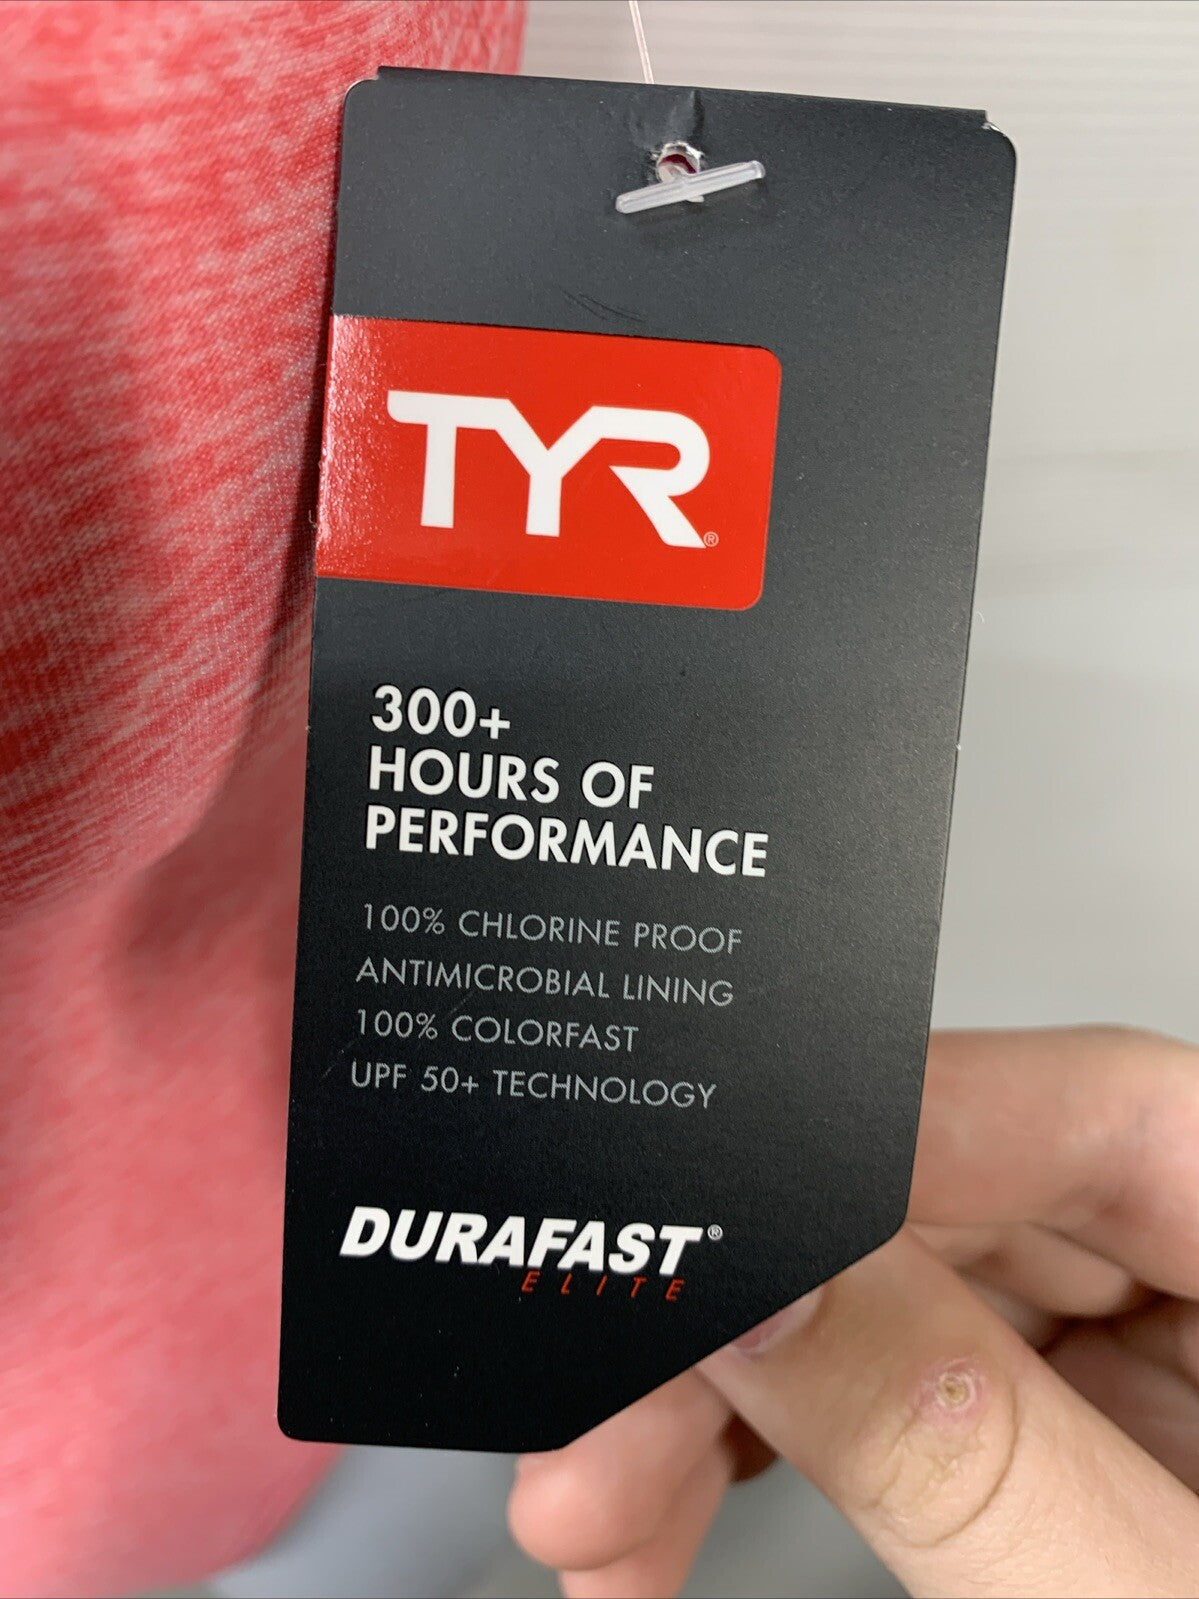 TYR®
300+
HOURS OF
PERFORMANCE
100% CHLORINE PROOF
ANTIMICROBIAL LINING
100% COLORFAST
UPF 50+ TECHNOLOGY
DURAFAST®
ELITE